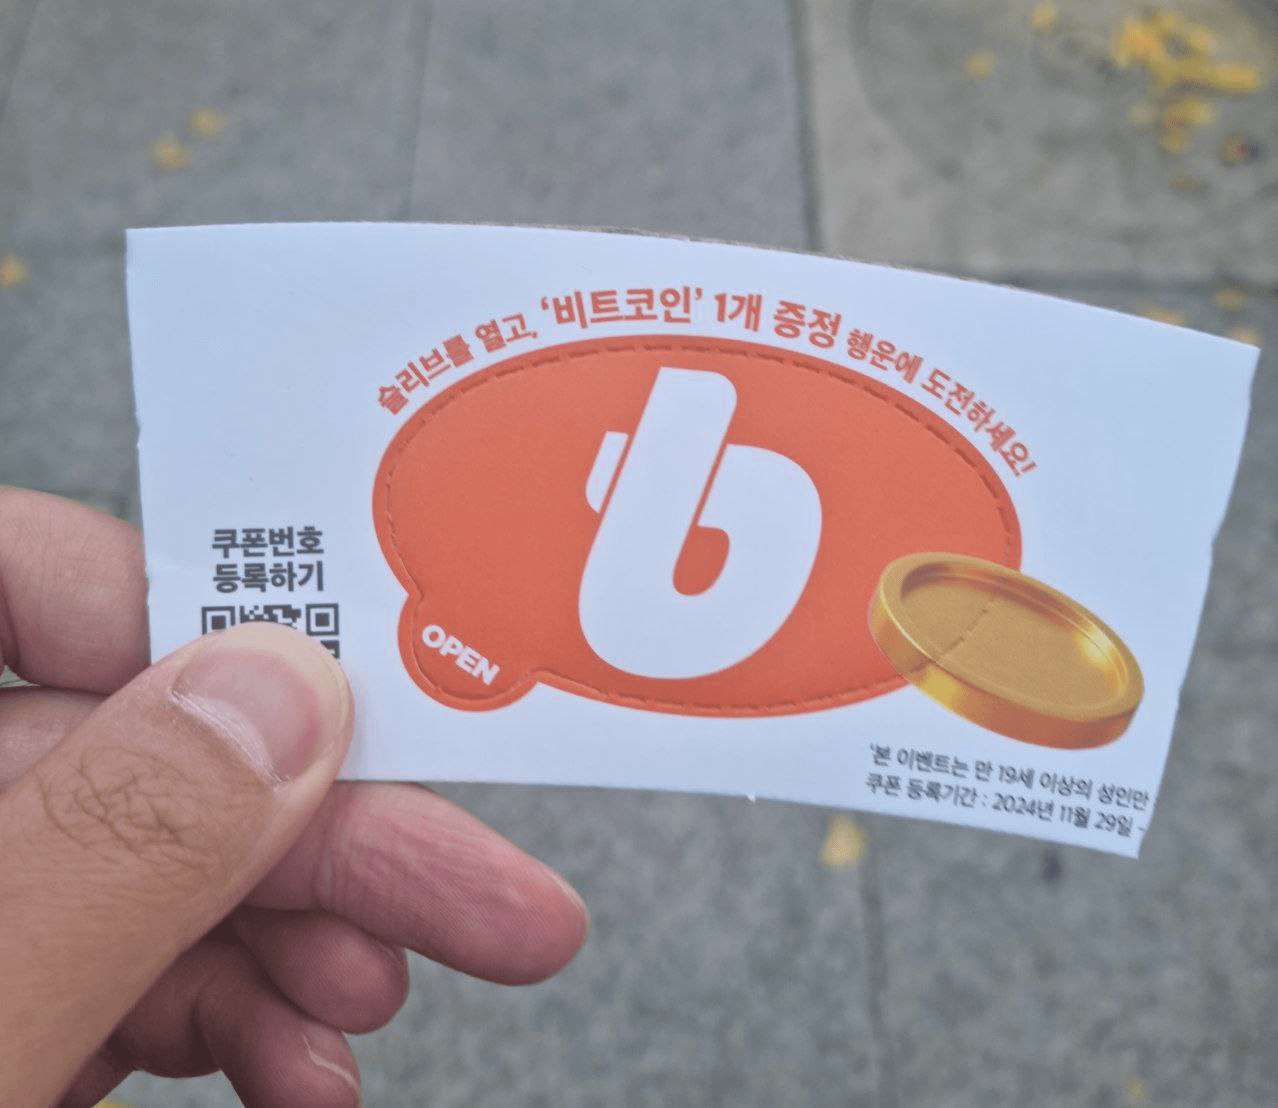 슬리브를 열고, ‘비트코인’ 1개 증정 행운에 도전하세요!
쿠폰번호
등록하기
OPEN
‘본 이벤트는 만 19세 이상의 성인만
쿠폰 등록기간 : 2024년 11월 29일 ~